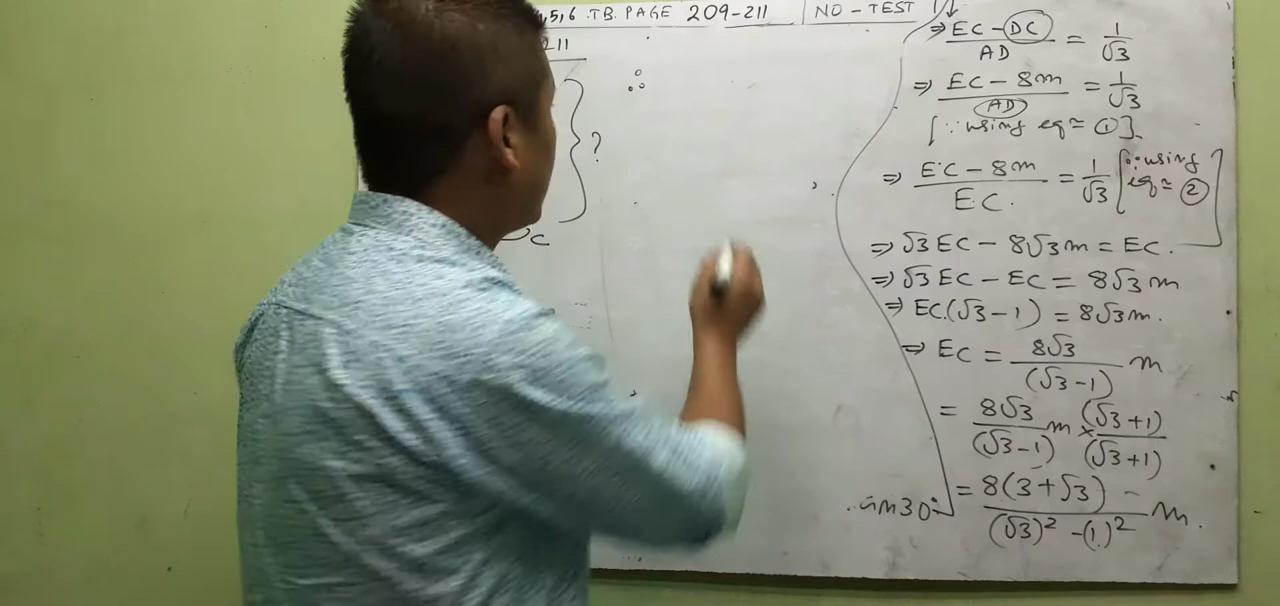 ,5,6 .T.B. PAGE 209-211 | NO - TEST
211
∴
?
C
⇒ EC - DC / AD = 1/√3
⇒ EC - 8m / AD = 1/√3
[∵ using eqn ①]
⇒ EC - 8m / EC. = 1/√3 [∵ using eqn ②]
⇒ √3 EC - 8√3 m = EC.
⇒ √3 EC - EC = 8√3 m
⇒ EC.(√3 - 1) = 8√3 m.
⇒ EC = 8√3 / (√3 - 1) m
= 8√3 / (√3 - 1) m × (√3 + 1) / (√3 + 1)
= 8(3 + √3) / (√3)² - (1)² m.